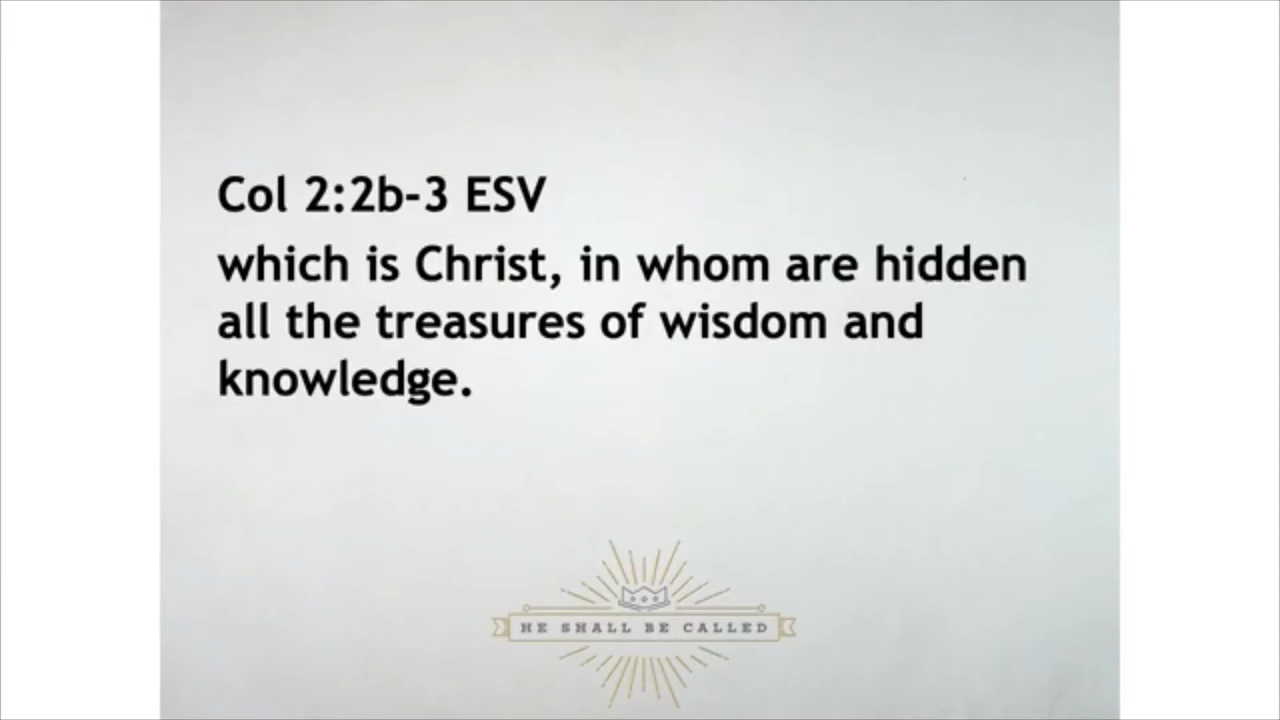 Col 2:2b-3 ESV
which is Christ, in whom are hidden
all the treasures of wisdom and
knowledge.
HE SHALL BE CALLED